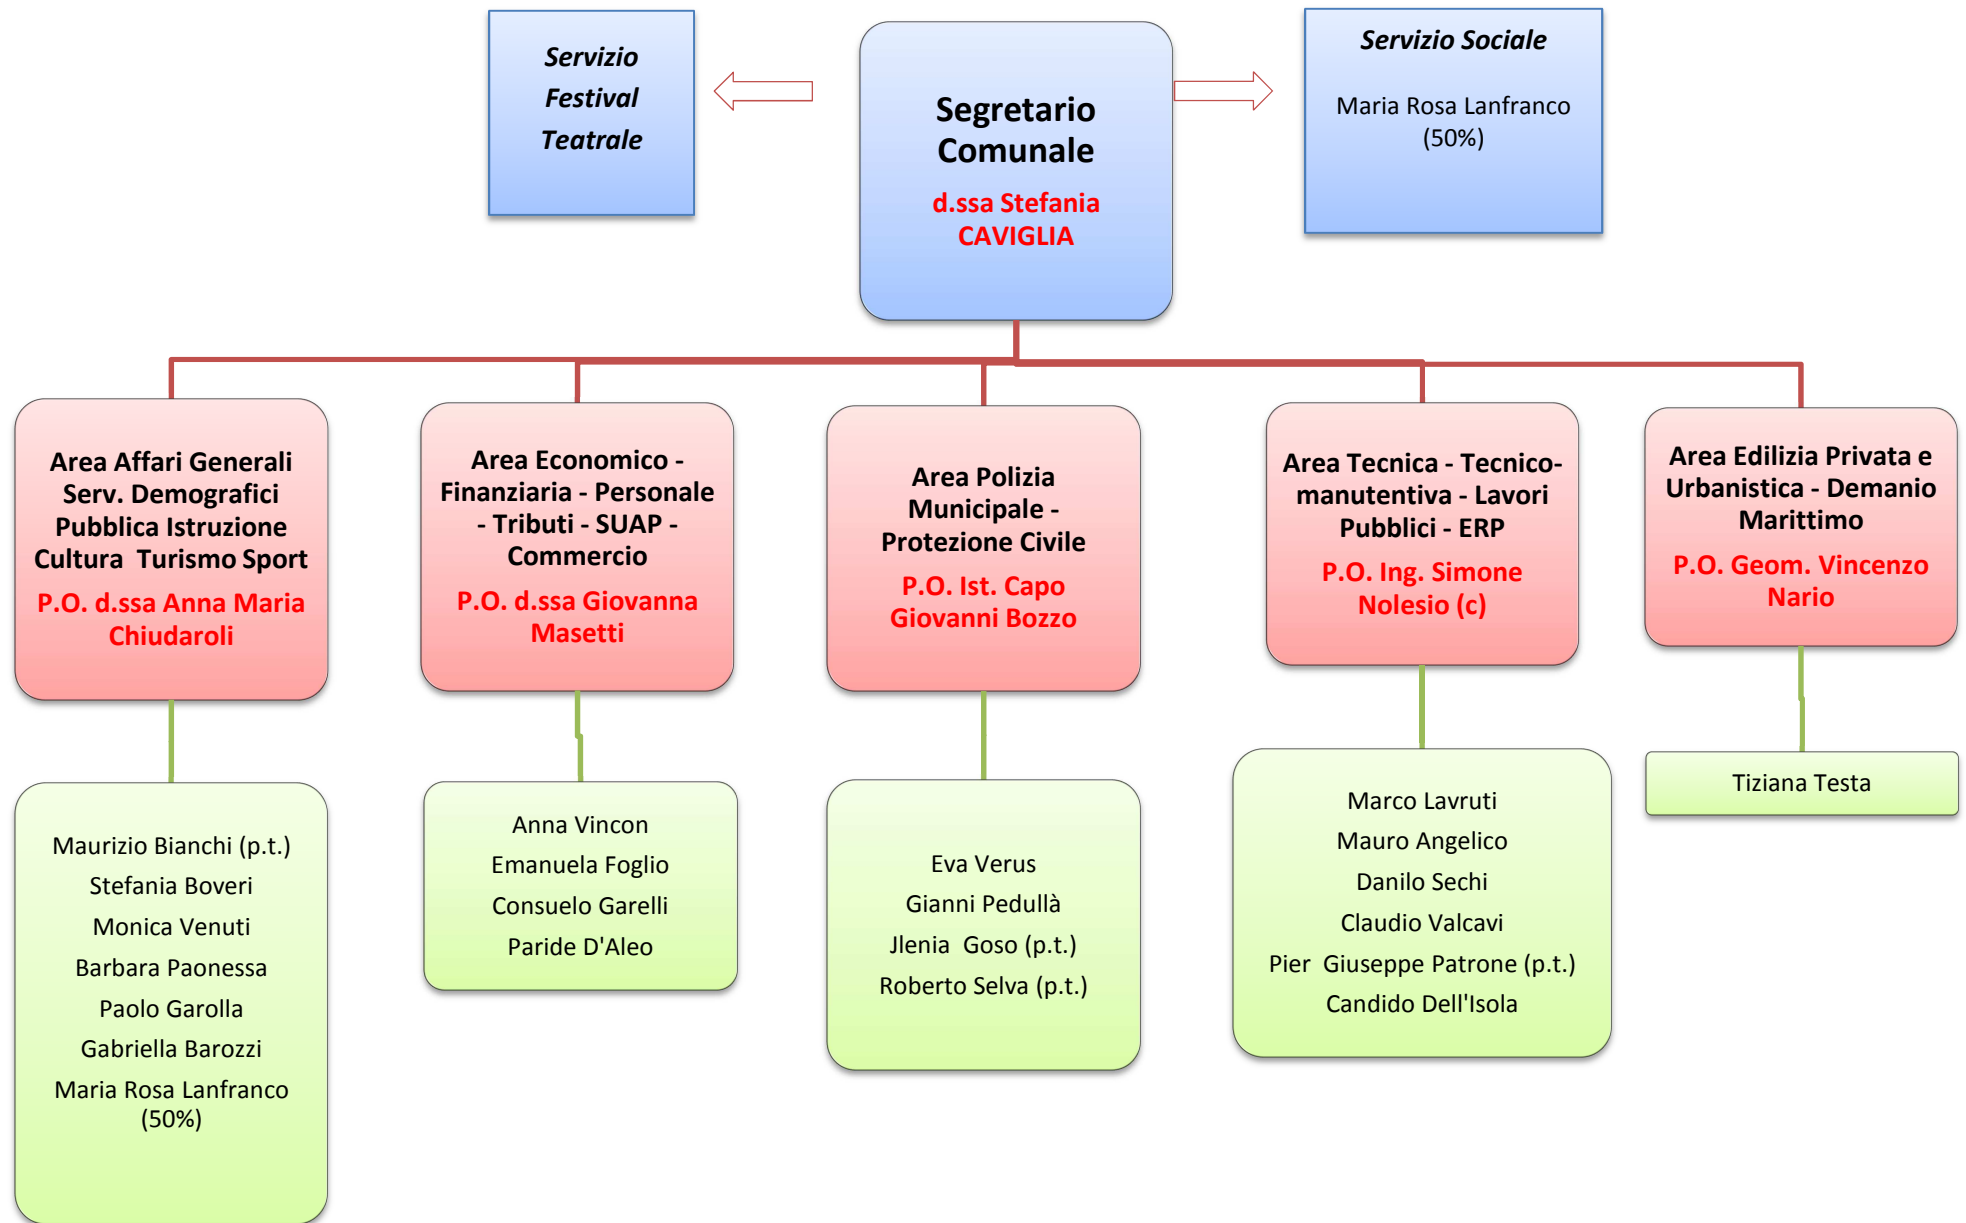 Servizio
Festival
Teatrale
Segretario
Comunale
d.ssa Stefania
CAVIGLIA
Servizio Sociale
Maria Rosa Lanfranco
(50%)
Area Affari Generali
Serv. Demografici
Pubblica Istruzione
Cultura  Turismo Sport
P.O. d.ssa Anna Maria
Chiudaroli
Area Economico -
Finanziaria - Personale
- Tributi - SUAP -
Commercio
P.O. d.ssa Giovanna
Masetti
Area Polizia
Municipale -
Protezione Civile
P.O. Ist. Capo
Giovanni Bozzo
Area Tecnica - Tecnico-
manutentiva - Lavori
Pubblici - ERP
P.O. Ing. Simone
Nolesio (c)
Area Edilizia Privata e
Urbanistica - Demanio
Marittimo
P.O. Geom. Vincenzo
Nario
Maurizio Bianchi (p.t.)
Stefania Boveri
Monica Venuti
Barbara Paonessa
Paolo Garolla
Gabriella Barozzi
Maria Rosa Lanfranco
(50%)
Anna Vincon
Emanuela Foglio
Consuelo Garelli
Paride D'Aleo
Eva Verus
Gianni Pedullà
Jlenia  Goso (p.t.)
Roberto Selva (p.t.)
Marco Lavruti
Mauro Angelico
Danilo Sechi
Claudio Valcavi
Pier  Giuseppe Patrone (p.t.)
Candido Dell'Isola
Tiziana Testa